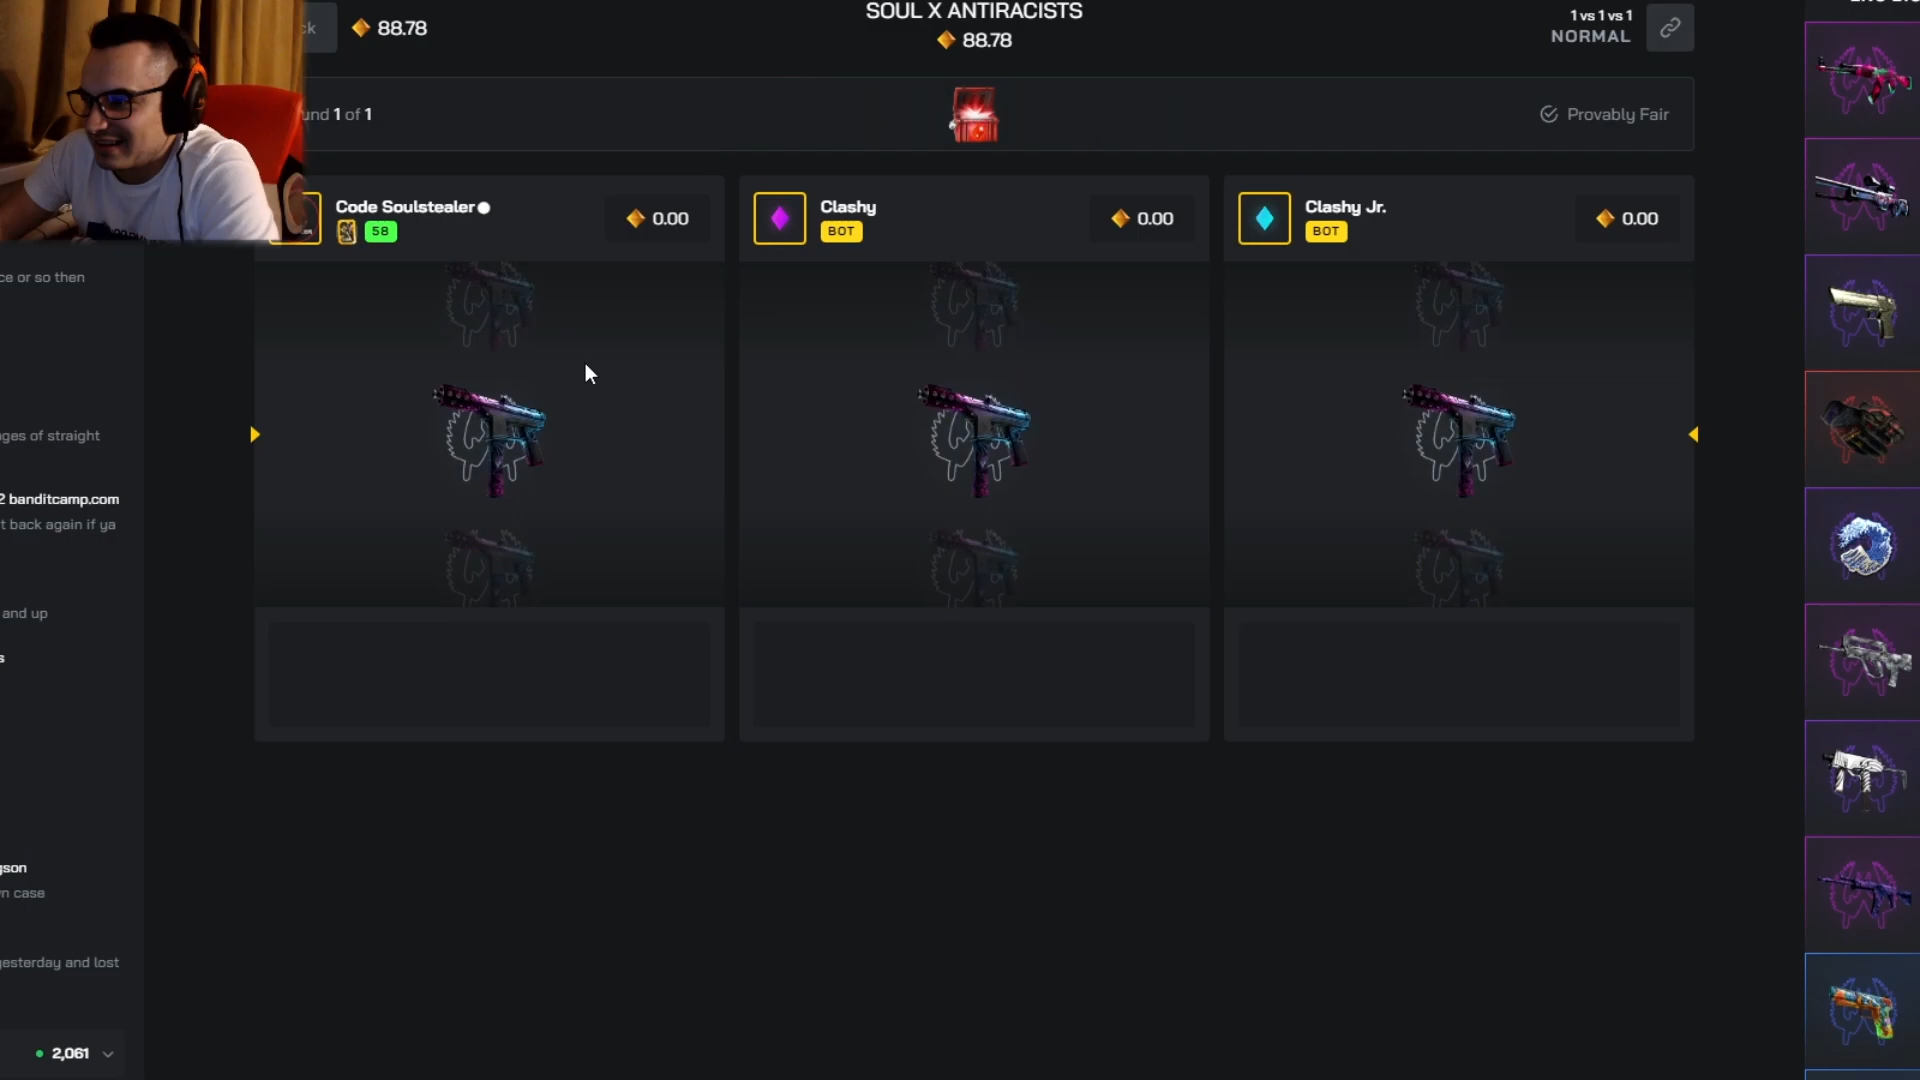 SOUL X ANTIRACISTS
88.78
88.78
1 vs 1 vs 1
NORMAL
1 of 1
Provably Fair
Code Soulstealer
58
0.00
Clashy
BOT
0.00
Clashy Jr.
BOT
0.00
ce or so then
ges of straight
2 banditcamp.com
t back again if ya
and up
s
gson
n case
yesterday and lost
2,061